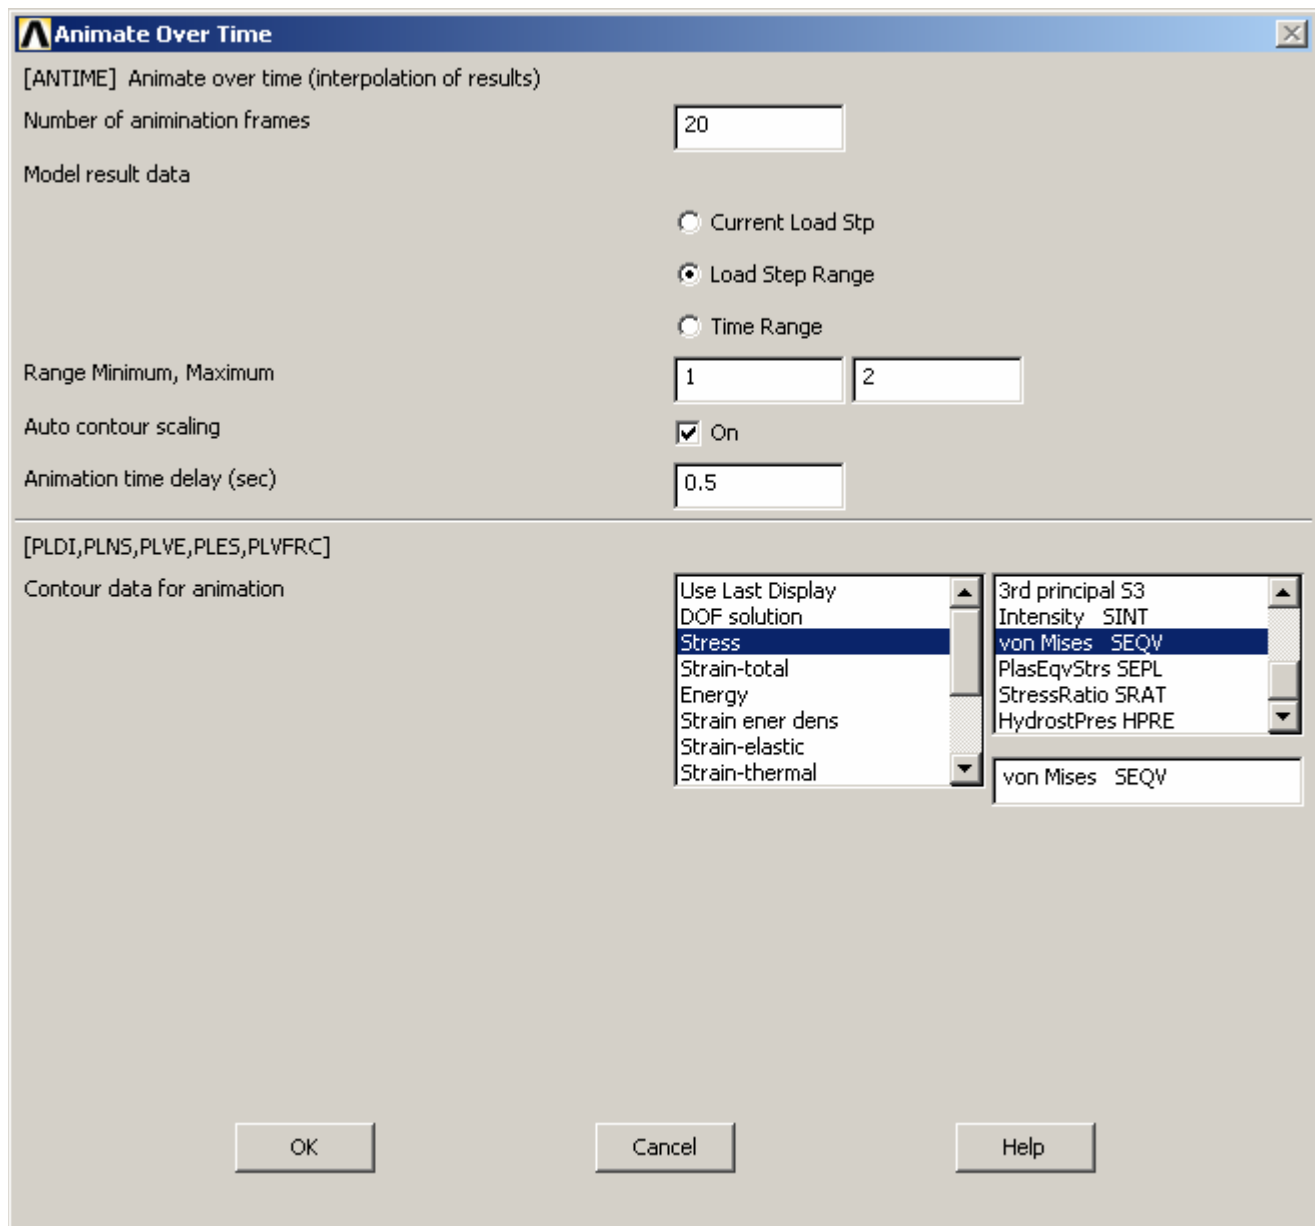 Animate Over Time
[ANTIME] Animate over time (interpolation of results)
Number of animination frames
20
Model result data
Current Load Stp
Load Step Range
Time Range
Range Minimum, Maximum
1 2
Auto contour scaling
On
Animation time delay (sec)
0.5
[PLDI,PLNS,PLVE,PLES,PLVFRC]
Contour data for animation
Use Last Display
DOF solution
Stress
Strain-total
Energy
Strain ener dens
Strain-elastic
Strain-thermal
3rd principal S3
Intensity SINT
von Mises SEQV
PlasEqvStrs SEPL
StressRatio SRAT
HydrostPres HPRE
von Mises SEQV
OK Cancel Help